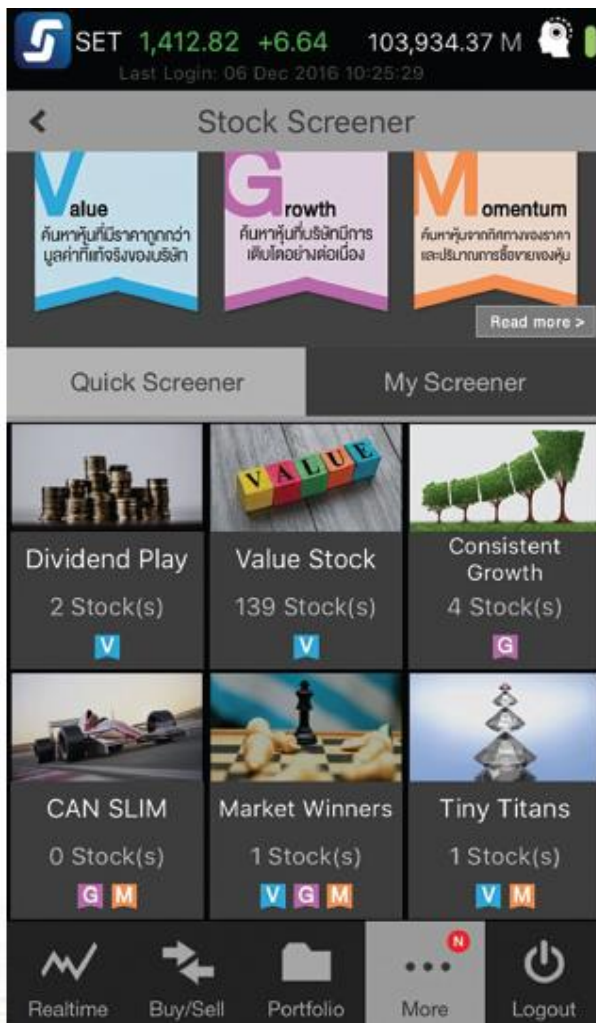 SET 1,412.82 +6.64 103,934.37 M
Last Login: 06 Dec 2016 10:25:29
Stock Screener
Value
ค้นหาหุ้นที่มีราคาถูกกว่า
มูลค่าที่แท้จริงของบริษัท
Growth
ค้นหาหุ้นที่บริษัทมีการ
เติบโตอย่างต่อเนื่อง
Momentum
ค้นหาหุ้นจากทิศทางของราคา
และปริมาณการซื้อขายของหุ้น
Read more >
Quick Screener
My Screener
VALUE
Dividend Play
2 Stock(s)
V
Value Stock
139 Stock(s)
V
Consistent
Growth
4 Stock(s)
G
CAN SLIM
0 Stock(s)
G M
Market Winners
1 Stock(s)
V G M
Tiny Titans
1 Stock(s)
V M
N
Realtime
Buy/Sell
Portfolio
More
Logout